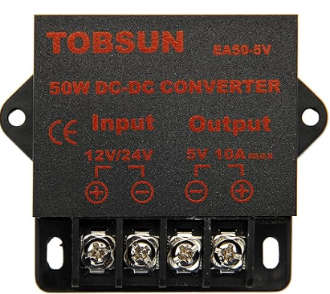 TOBSUN EA50-5V
50W DC-DC CONVERTER
CE Input Output
12V/24V 5V 10Amax
+ - - +